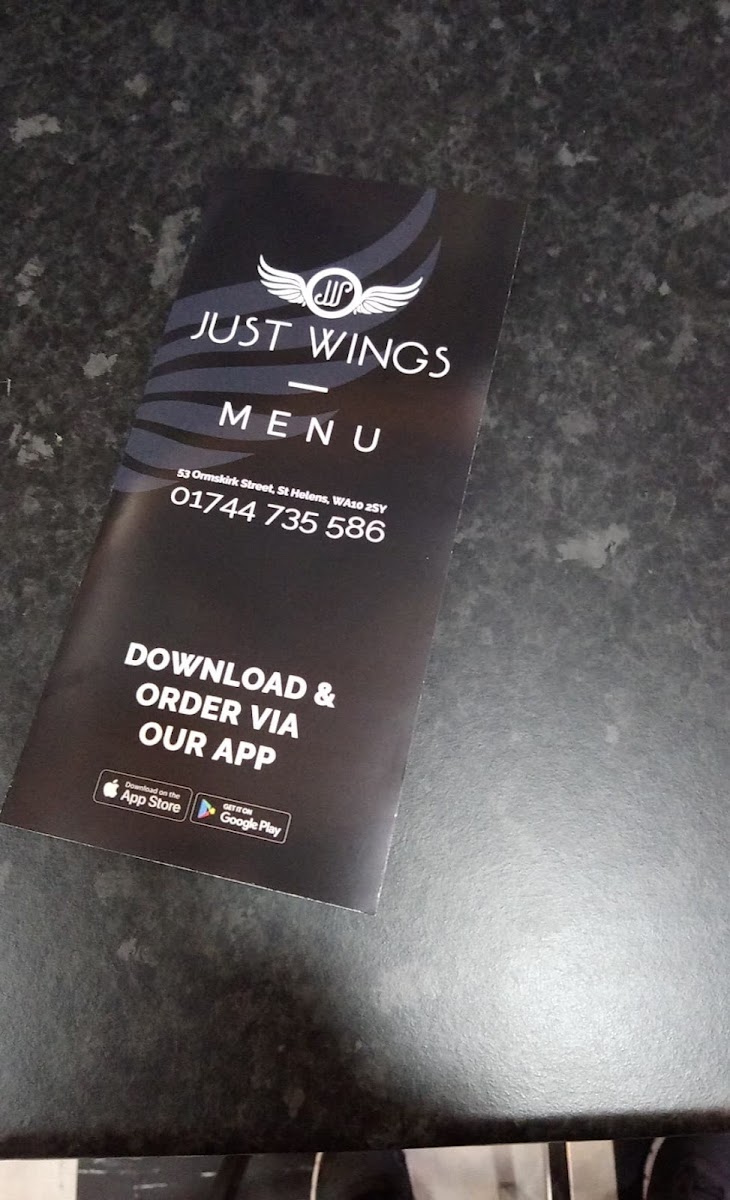 JW
JUST WINGS
MENU
53 Ormskirk Street, St Helens, WA10 2SY
01744 735 586
DOWNLOAD &
ORDER VIA
OUR APP
Download on the
App Store
GET IT ON
Google Play